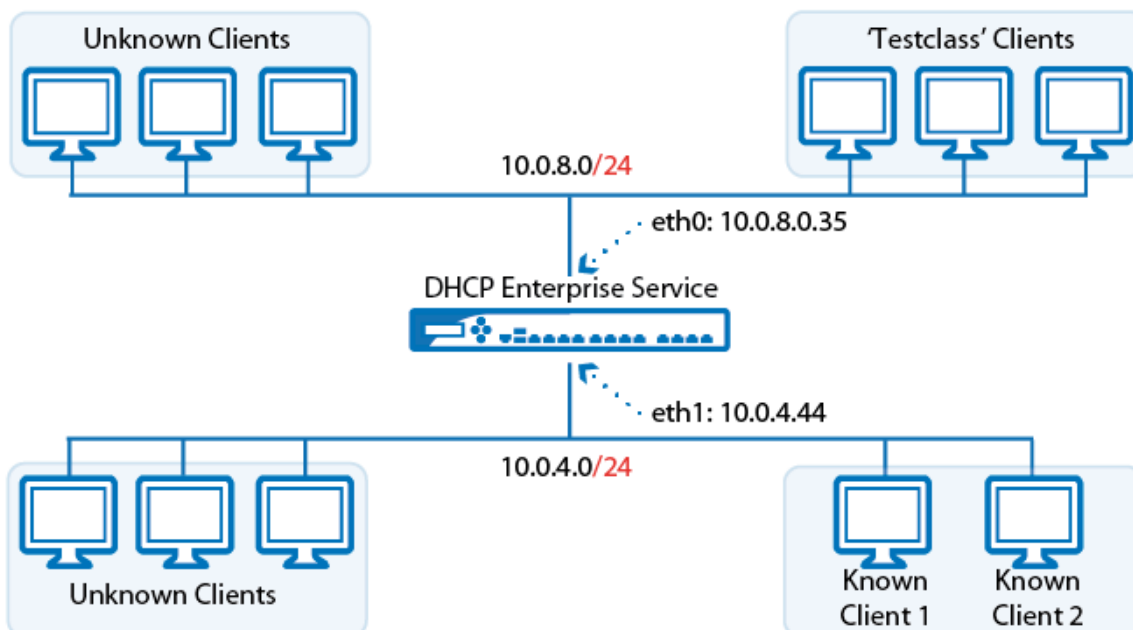 Unknown Clients
'Testclass' Clients
10.0.8.0/24
eth0: 10.0.8.0.35
DHCP Enterprise Service
eth1: 10.0.4.44
10.0.4.0/24
Unknown Clients
Known
Client 1
Known
Client 2